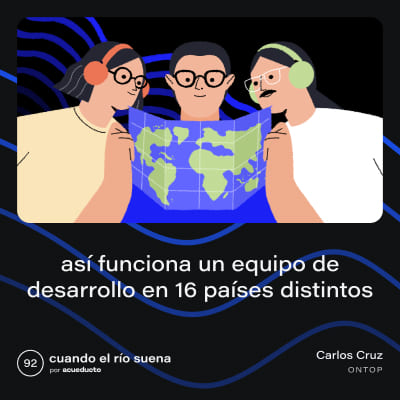 así funciona un equipo de
desarrollo en 16 países distintos
92
cuando el río suena
por acueducto
Carlos Cruz
ONTOP